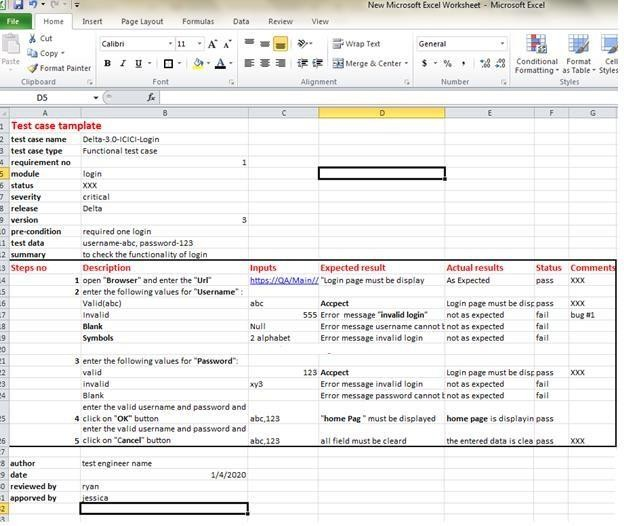 New Microsoft Excel Worksheet - Microsoft Excel
File Home Insert Page Layout Formulas Data Review View
Cut
Copy
Paste Format Painter
Calibri 11 A A Wrap Text General
B I U A Merge & Center $ % ,
Conditional Formatting Format as Table Cell Styles
Clipboard Font Alignment Number Styles
D5 fx
A B C D E F G
1 Test case tamplate
2 test case name Delta-3.0-ICICI-Login
3 test case type Functional test case
4 requirement no 1
5 module login
6 status XXX
7 severity critical
8 release Delta
9 version 3
10 pre-condition required one login
11 test data username-abc, password-123
12 summary to check the functionality of login
13 Steps no Description Inputs Expected result Actual results Status Comments
14 1 open "Browser" and enter the "Url" https://QA/Main// "Login page must be display As Expected pass XXX
15 2 enter the following values for "Username" :
16 Valid(abc) abc Accpect Login page must be disp pass XXX
17 Invalid 555 Error message "invalid login" not as expected fail bug #1
18 Blank Null Error message username cannot b not as expected fail
19 Symbols 2 alphabet Error message invalid login not as expected fail
20
21 3 enter the following values for "Password":
22 valid 123 Accpect Login page must be disp pass XXX
23 invalid xy3 Error message invalid login not as expected fail
24 Blank Error message password cannot b not as expected fail
enter the valid username and password and
25 4 click on "OK" button abc,123 "home Pag " must be displayed home page is displayin pass
enter the valid username and password and
26 5 click on "Cancel" button abc,123 all field must be cleard the entered data is clea pass XXX
27
28 author test engineer name
29 date 1/4/2020
30 reviewed by ryan
31 apporved by jessica
32